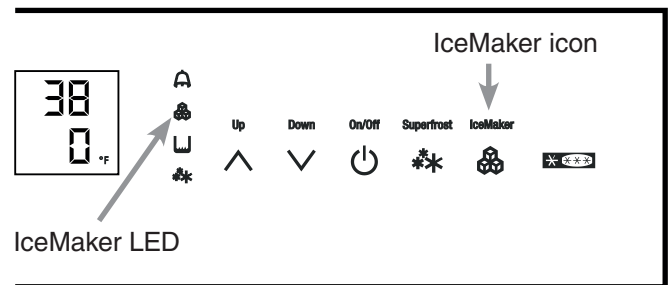 IceMaker icon
38
0 °F
Up Down On/Off Superfrost IceMaker
IceMaker LED